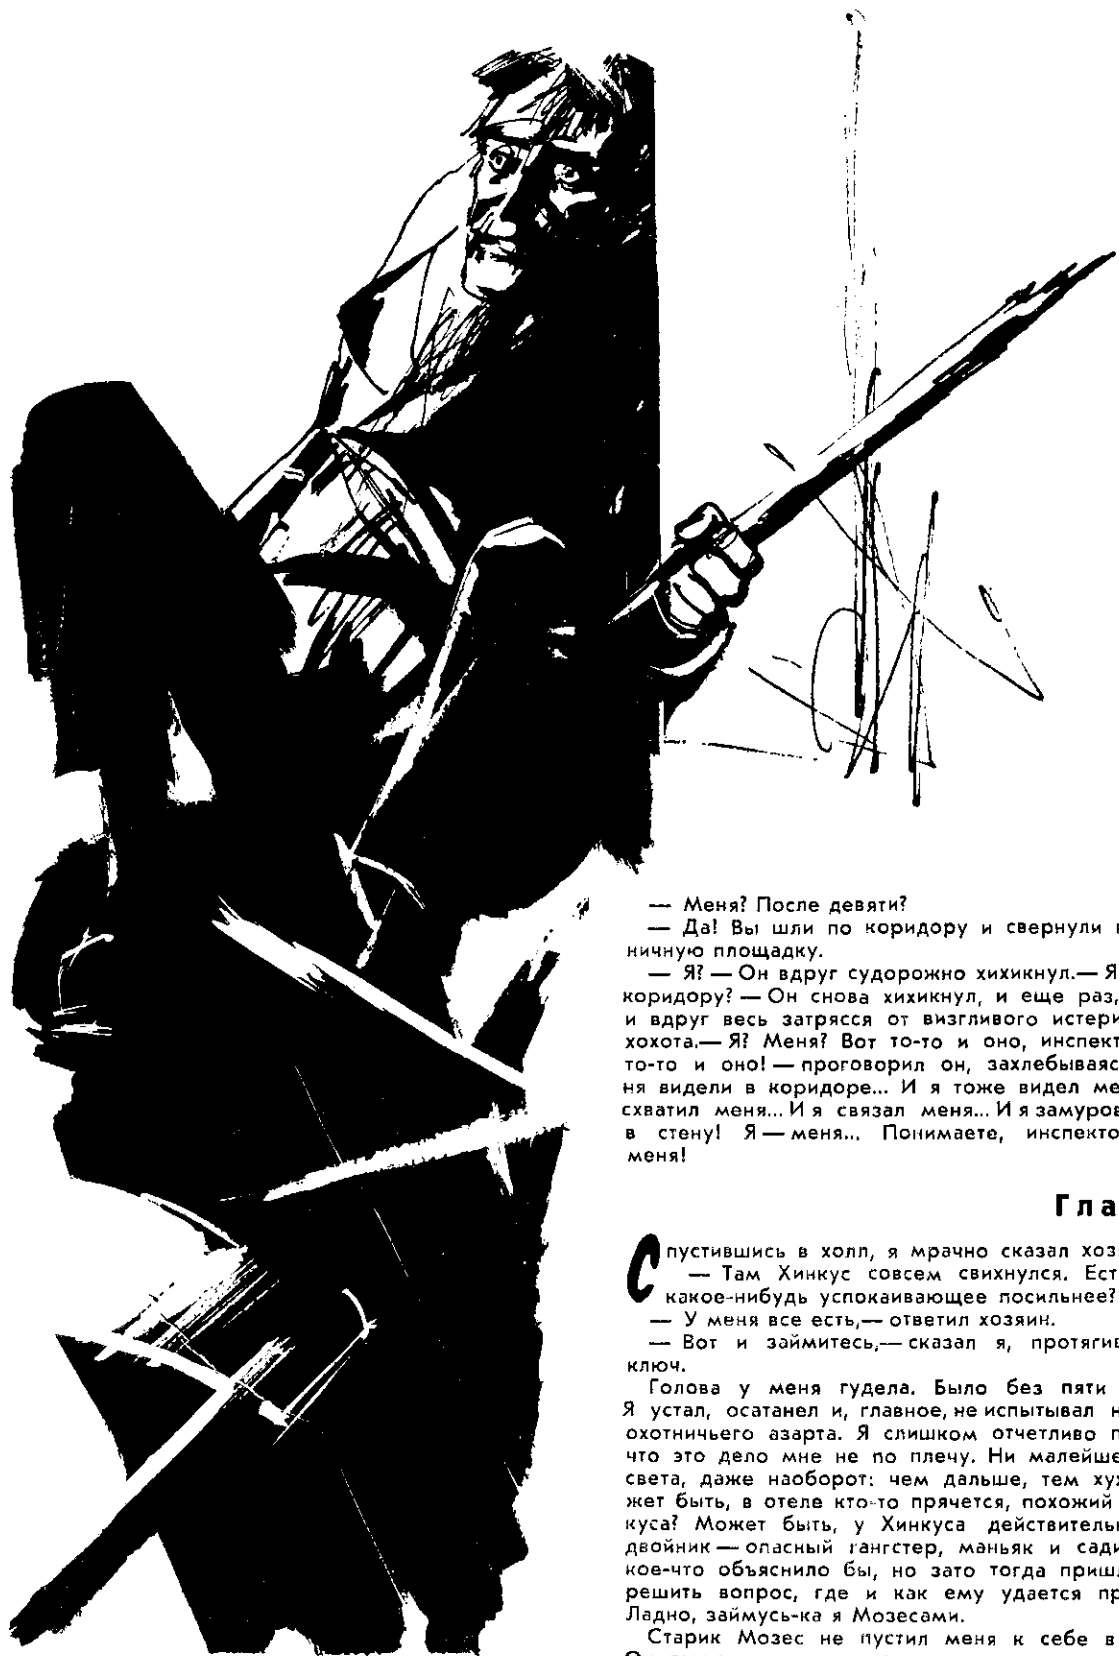 — Меня? После девяти?
— Да! Вы шли по коридору и свернули
ничную площадку.
— Я? — Он вдруг судорожно хихикнул.— Я
коридору? — Он снова хихикнул, и еще раз,
и вдруг весь затрясся от визгливого истери
хохота.— Я? Меня? Вот то-то и оно, инспект
то-то и оно! — проговорил он, захлебываяс
ня видели в коридоре... И я тоже видел ме
схватил меня... И я связал меня... И я замуров
в стену! Я — меня... Понимаете, инспекто
меня!
Гла
Спустившись в холл, я мрачно сказал хоз
— Там Хинкус совсем свихнулся. Ест
какое-нибудь успокаивающее посильнее?
— У меня все есть,— ответил хозяин.
— Вот и займитесь,— сказал я, протягив
ключ.
Голова у меня гудела. Было без пяти
Я устал, осатанел и, главное, не испытывал н
охотничьего азарта. Я слишком отчетливо п
что это дело мне не по плечу. Ни малейше
света, даже наоборот: чем дальше, тем ху
жет быть, в отеле кто-то прячется, похожий
куса? Может быть, у Хинкуса действитель
двойник — опасный гангстер, маньяк и сади
кое-что объяснило бы, но зато тогда приш
решить вопрос, где и как ему удается пр
Ладно, займусь-ка я Мозесами.
Старик Мозес не пустил меня к себе в